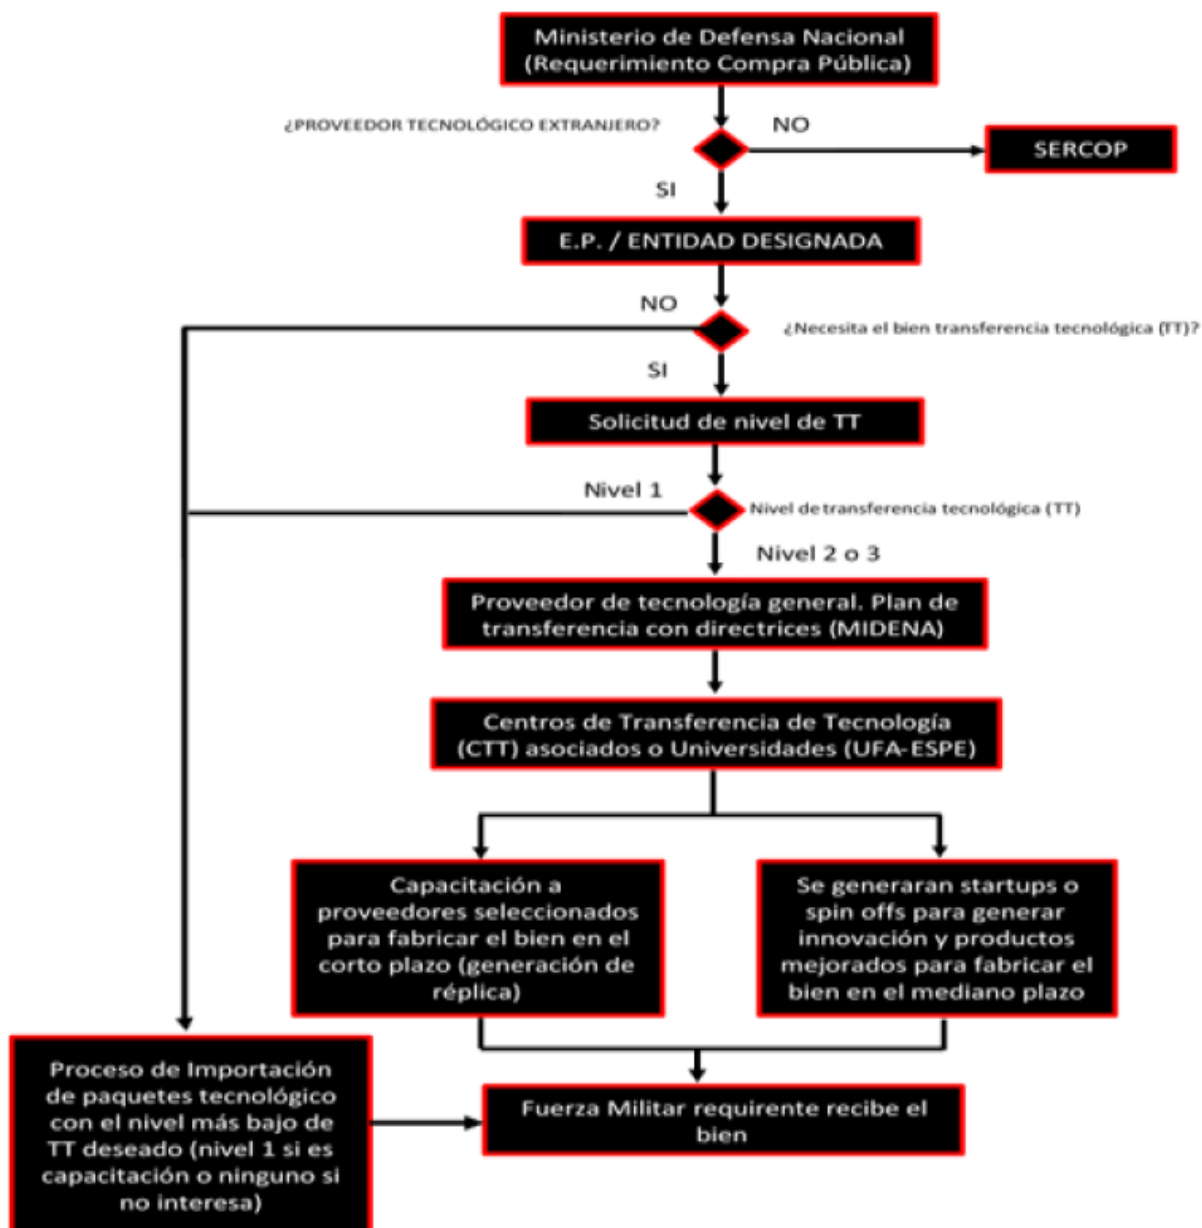 Ministerio de Defensa Nacional
(Requerimiento Compra Pública)
¿PROVEEDOR TECNOLÓGICO EXTRANJERO?
NO
SERCOP
SI
E.P. / ENTIDAD DESIGNADA
NO
¿Necesita el bien transferencia tecnológica (TT)?
SI
Solicitud de nivel de TT
Nivel 1
Nivel de transferencia tecnológica (TT)
Nivel 2 o 3
Proveedor de tecnología general. Plan de
transferencia con directrices (MIDENA)
Centros de Transferencia de Tecnología
(CTT) asociados o Universidades (UFA-ESPE)
Capacitación a
proveedores seleccionados
para fabricar el bien en el
corto plazo (generación de
réplica)
Se generaran startups o
spin offs para generar
innovación y productos
mejorados para fabricar el
bien en el mediano plazo
Proceso de Importación
de paquetes tecnológico
con el nivel más bajo de
TT deseado (nivel 1 si es
capacitación o ninguno si
no interesa)
Fuerza Militar requirente recibe el
bien